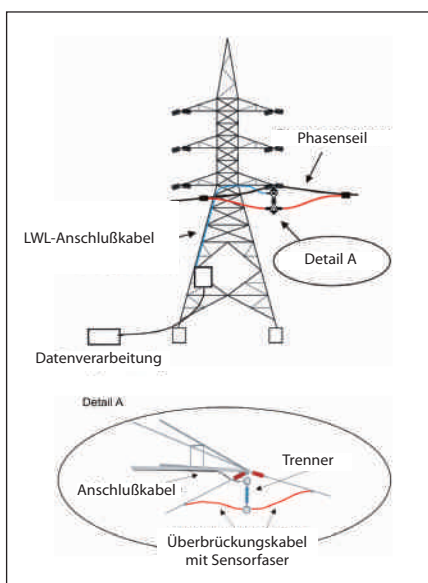 Phasenseil
LWL-Anschlußkabel
Detail A
Datenverarbeitung
Detail A
Trenner
Anschlußkabel
Überbrückungskabel
mit Sensorfaser